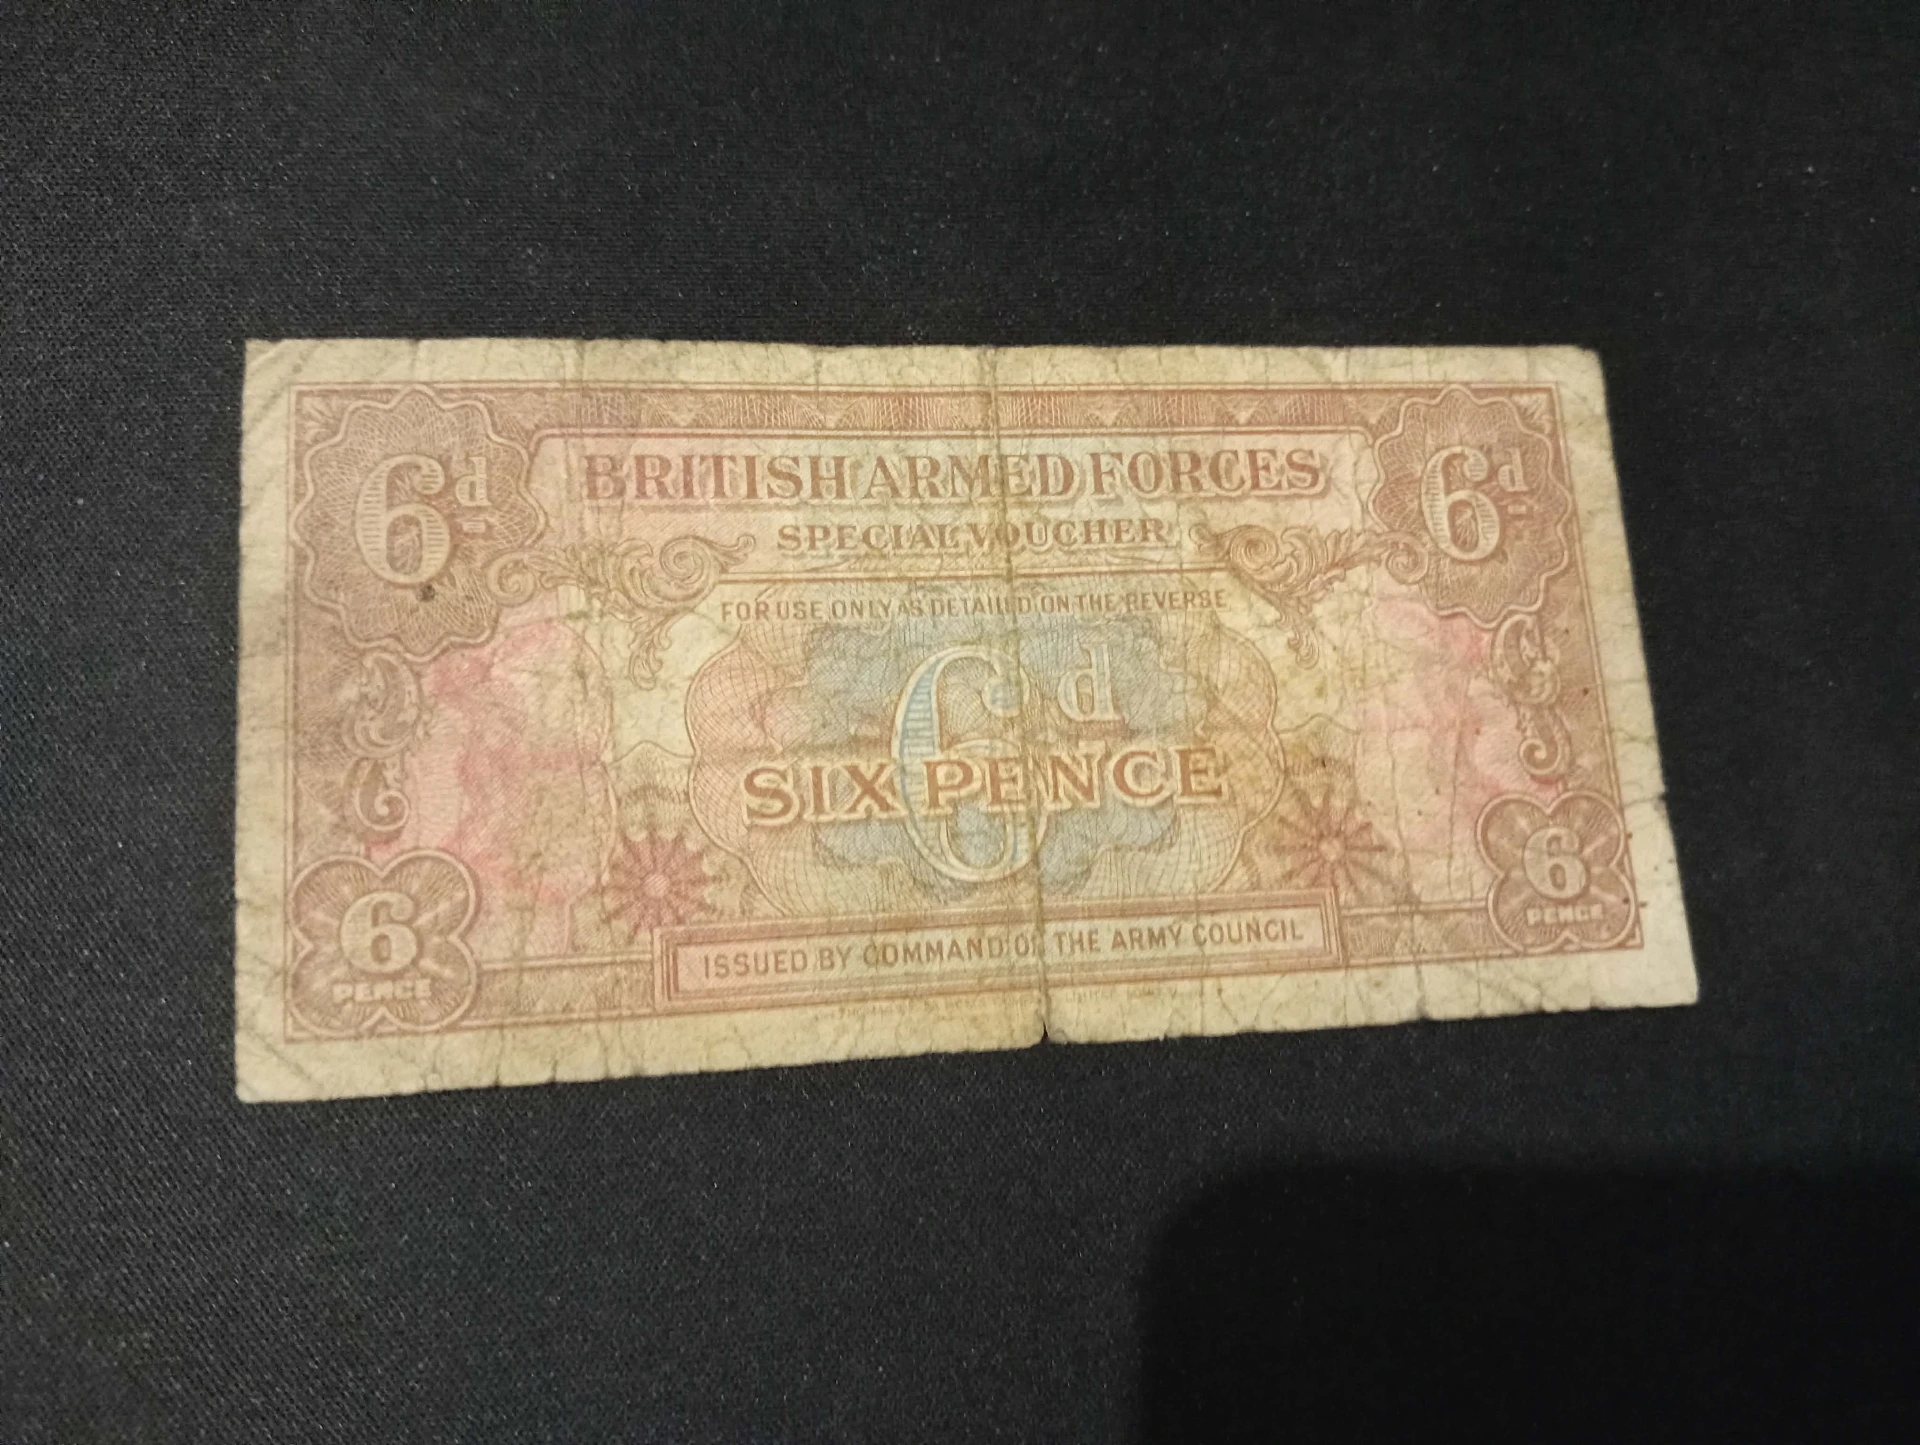 6d 6d
BRITISH ARMED FORCES
SPECIAL VOUCHER
FOR USE ONLY AS DETAILED ON THE REVERSE
6d
SIX PENCE
6 6
PENCE PENCE
ISSUED BY COMMAND OF THE ARMY COUNCIL